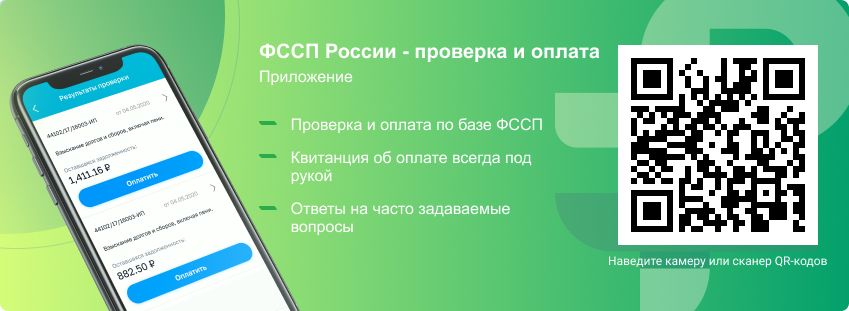 ФССП России - проверка и оплата
Приложение
Проверка и оплата по базе ФССП
Квитанция об оплате всегда под
рукой
Ответы на часто задаваемые
вопросы
Наведите камеру или сканер QR-кодов
Результаты проверки
от 04.05.2020
44102/17/16003-ИП
Взыскание долгов и сборов, включая пени.
Оставшаяся задолженность:
1,411.16 ₽
Оплатить
от 04.05.2020
44102/17/16003-ИП
Взыскание долгов и сборов, включая пени.
Оставшаяся задолженность:
882.50 ₽
Оплатить